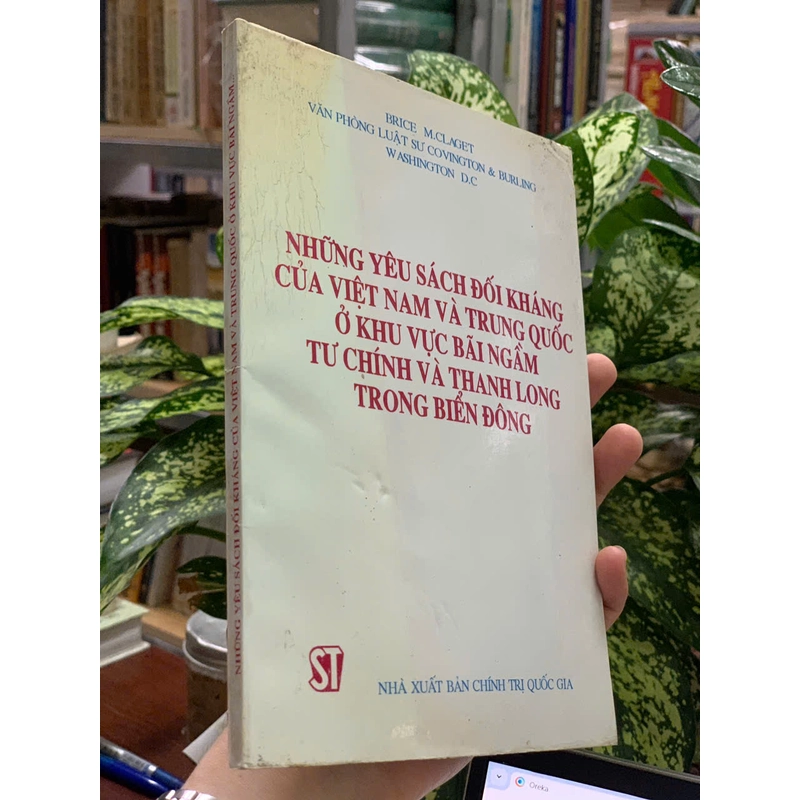 BRICE M.CLAGET
VĂN PHÒNG LUẬT SƯ COVINGTON & BURLING
WASHINGTON D.C
NHỮNG YÊU SÁCH ĐỐI KHÁNG
CỦA VIỆT NAM VÀ TRUNG QUỐC
Ở KHU VỰC BÃI NGẦM
TƯ CHÍNH VÀ THANH LONG
TRONG BIỂN ĐÔNG
ST
NHÀ XUẤT BẢN CHÍNH TRỊ QUỐC GIA
NHỮNG YÊU SÁCH ĐỐI KHÁNG CỦA VIỆT NAM VÀ TRUNG QUỐC Ở KHU VỰC BÃI NGẦM
Oreka